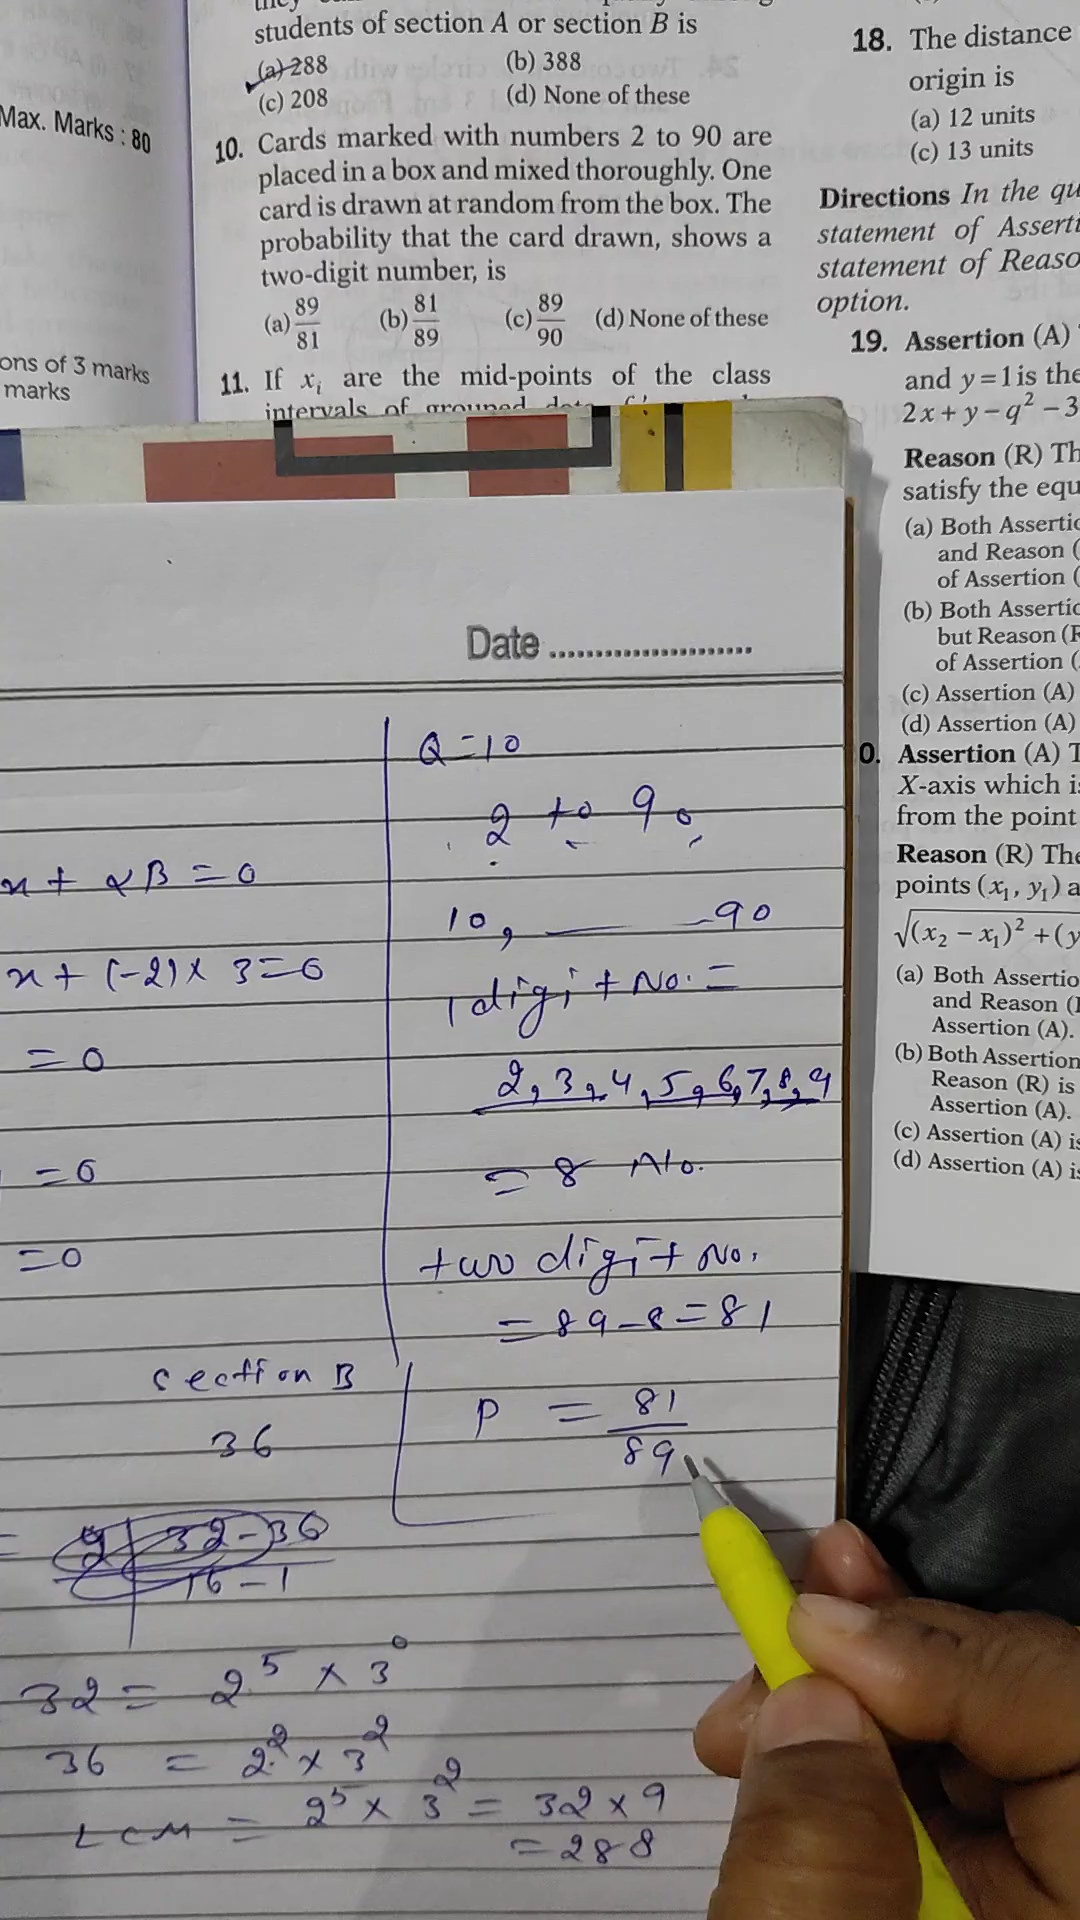 students of section A or section B is
(a) 288 (b) 388
(c) 208 (d) None of these
10. Cards marked with numbers 2 to 90 are
placed in a box and mixed thoroughly. One
card is drawn at random from the box. The
probability that the card drawn, shows a
two-digit number, is
(a) 89/81 (b) 81/89 (c) 89/90 (d) None of these
11. If xᵢ are the mid-points of the class
intervals of grouped
Max. Marks : 80
ons of 3 marks
marks
18. The distance
origin is
(a) 12 units
(c) 13 units
Directions In the qu
statement of Asserti
statement of Reaso
option.
19. Assertion (A)
and y=1 is the
2x+y−q²−3
Reason (R) Th
satisfy the equ
(a) Both Assertio
and Reason (
of Assertion (
(b) Both Assertio
but Reason (R
of Assertion (
(c) Assertion (A)
(d) Assertion (A)
0. Assertion (A) T
X-axis which is
from the point
Reason (R) The
points (x₁, y₁) a
√(x₂ − x₁)² + (y
(a) Both Assertio
and Reason (R
Assertion (A).
(b) Both Assertion
Reason (R) is
Assertion (A).
(c) Assertion (A) is
(d) Assertion (A) is
Date ........................
x + αβ = 0
x + (-2) × 3 = 0
= 0
= 0
= 0
Section B
36
2 | 32 - 36
16 - 1
32 = 2⁵ × 3⁰
36 = 2² × 3²
LCM = 2⁵ × 3² = 32 × 9
= 288
Q = 10
2 to 90
10, — — 90
1 digit No. =
2, 3, 4, 5, 6, 7, 8, 9
= 8 No.
two digit No.
= 89 - 8 = 81
P = 81/89